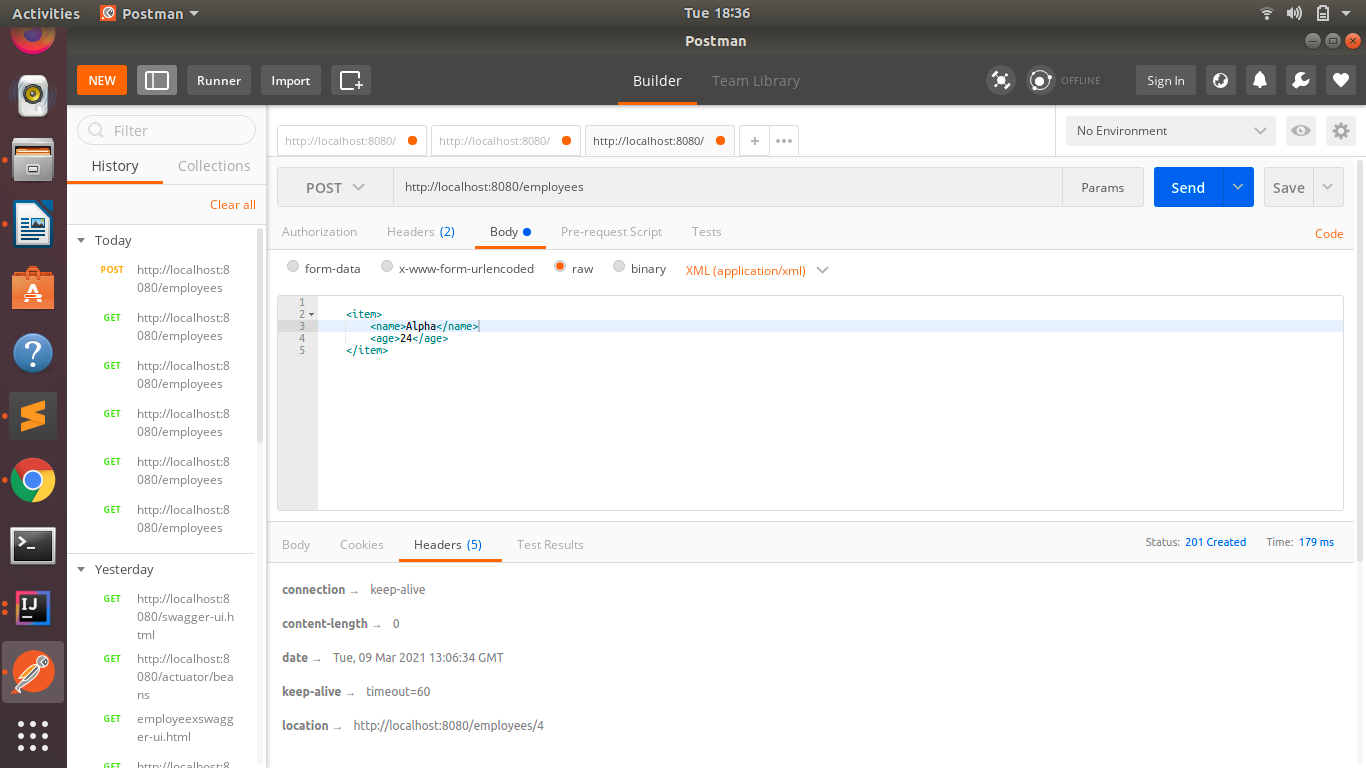 Activities
Postman
Tue 18:36
Postman
NEW
Runner
Import
Builder
Team Library
OFFLINE
Sign In
Filter
History
Collections
Clear all
Today
POST http://localhost:8
080/employees
GET http://localhost:8
080/employees
GET http://localhost:8
080/employees
GET http://localhost:8
080/employees
GET http://localhost:8
080/employees
GET http://localhost:8
080/employees
Yesterday
GET http://localhost:8
080/swagger-ui.h
tml
GET http://localhost:8
080/actuator/bea
ns
GET employeexswagg
er-ui.html
GET http://localhost:8
http://localhost:8080/
http://localhost:8080/
http://localhost:8080/
+
•••
No Environment
POST
http://localhost:8080/employees
Params
Send
Save
Authorization
Headers (2)
Body
Pre-request Script
Tests
Code
form-data
x-www-form-urlencoded
raw
binary
XML (application/xml)
1
2 <item>
3 <name>Alpha</name>
4 <age>24</age>
5 </item>
Body
Cookies
Headers (5)
Test Results
Status: 201 Created
Time: 179 ms
connection → keep-alive
content-length → 0
date → Tue, 09 Mar 2021 13:06:34 GMT
keep-alive → timeout=60
location → http://localhost:8080/employees/4